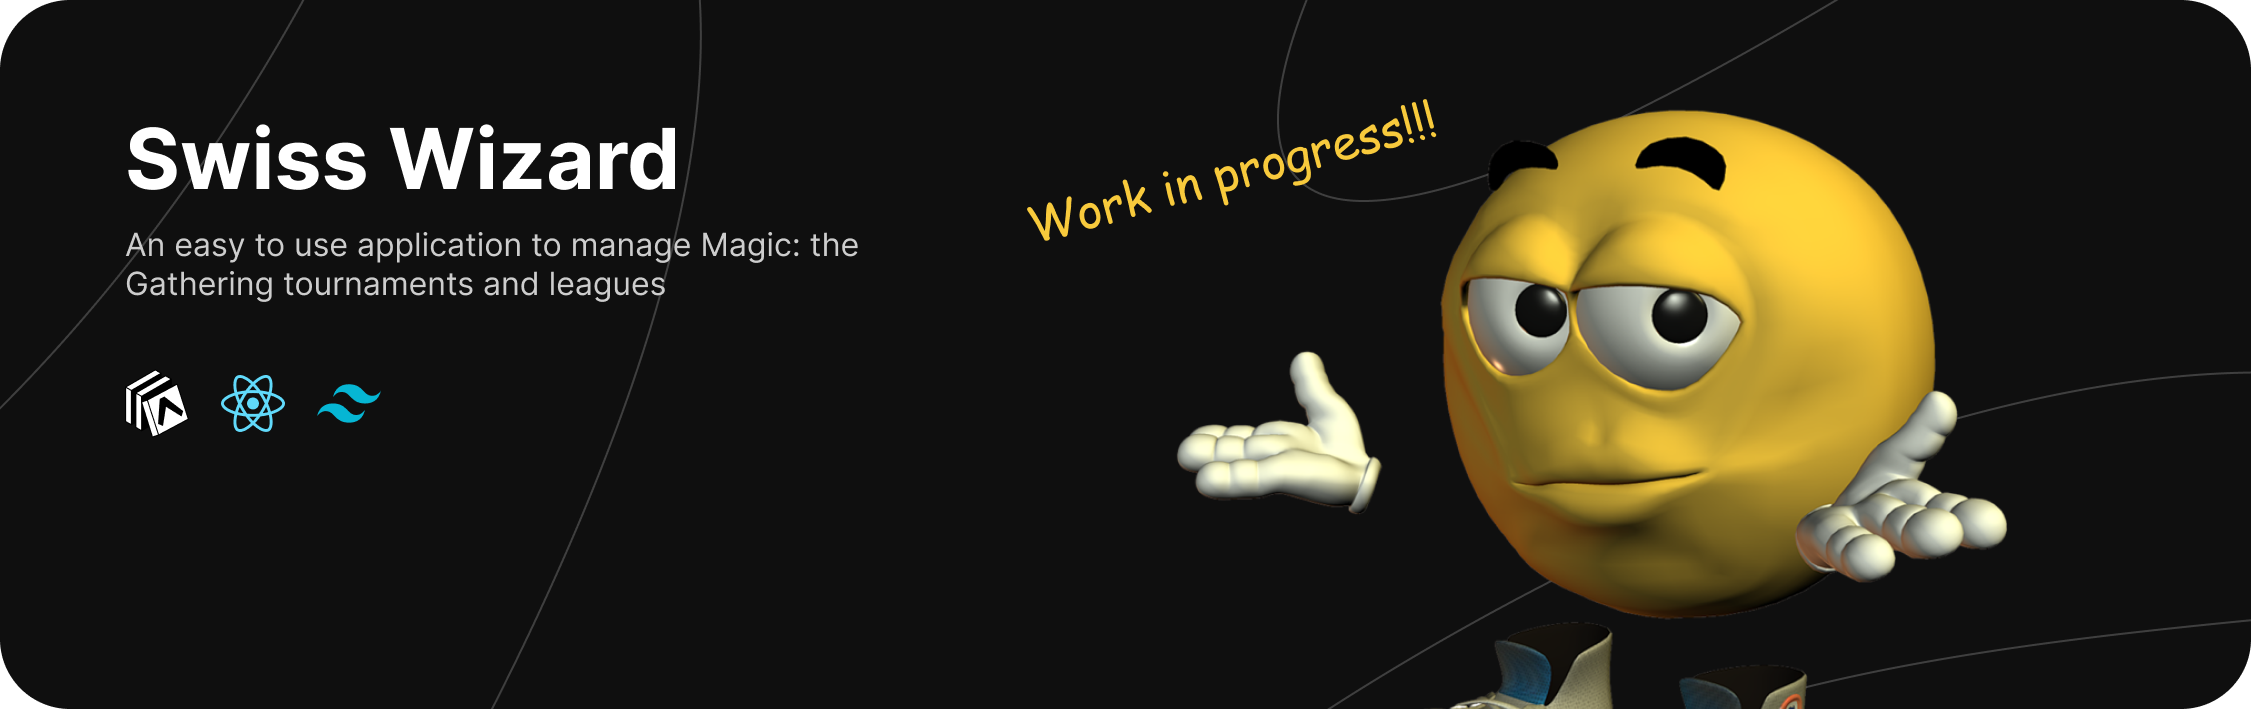 Swiss Wizard
An easy to use application to manage Magic: the
Gathering tournaments and leagues
Work in progress!!!